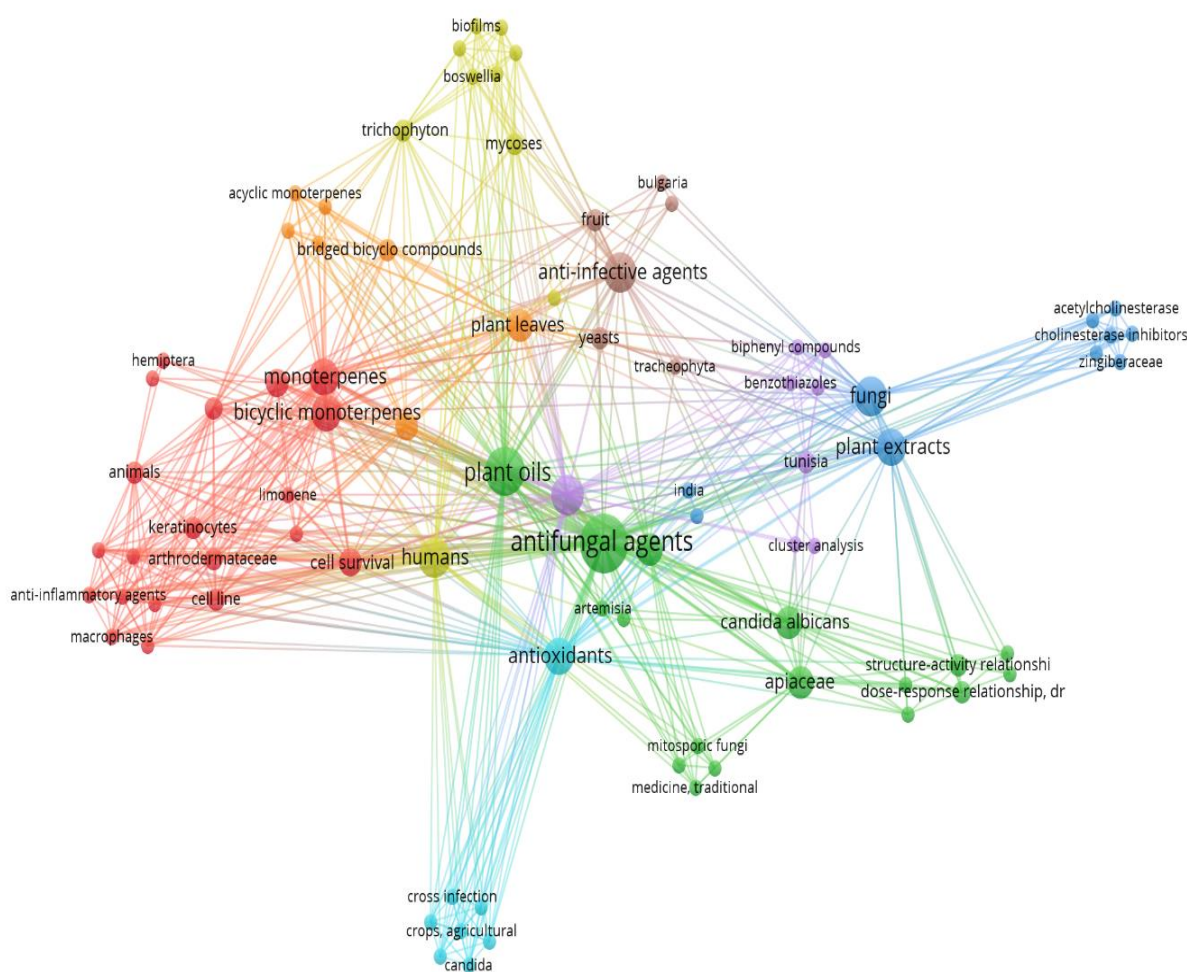 biofilms
boswellia
trichophyton
mycoses
bulgaria
acyclic monoterpenes
fruit
bridged bicyclo compounds
anti-infective agents
acetylcholinesterase
plant leaves
cholinesterase inhibitors
yeasts
biphenyl compounds
hemiptera
tracheophyta
zingiberaceae
monoterpenes
benzothiazoles
fungi
bicyclic monoterpenes
plant extracts
animals
plant oils
tunisia
limonene
india
keratinocytes
antifungal agents
cluster analysis
arthrodermataceae
cell survival
humans
anti-inflammatory agents
cell line
artemisia
candida albicans
macrophages
antioxidants
structure-activity relationshi
apiaceae
dose-response relationship, dr
mitosporic fungi
medicine, traditional
cross infection
crops, agricultural
candida